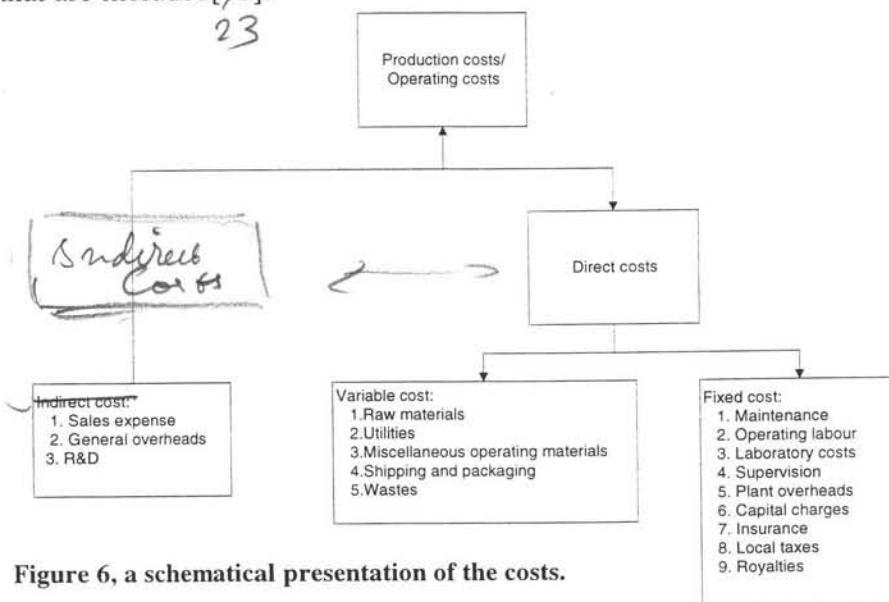 23
Production costs/
Operating costs
Indirect
Costs
Direct costs
Indirect cost:
1. Sales expense
2. General overheads
3. R&D
Variable cost:
1.Raw materials
2.Utilities
3.Miscellaneous operating materials
4.Shipping and packaging
5.Wastes
Fixed cost:
1. Maintenance
2. Operating labour
3. Laboratory costs
4. Supervision
5. Plant overheads
6. Capital charges
7. Insurance
8. Local taxes
9. Royalties
Figure 6, a schematical presentation of the costs.